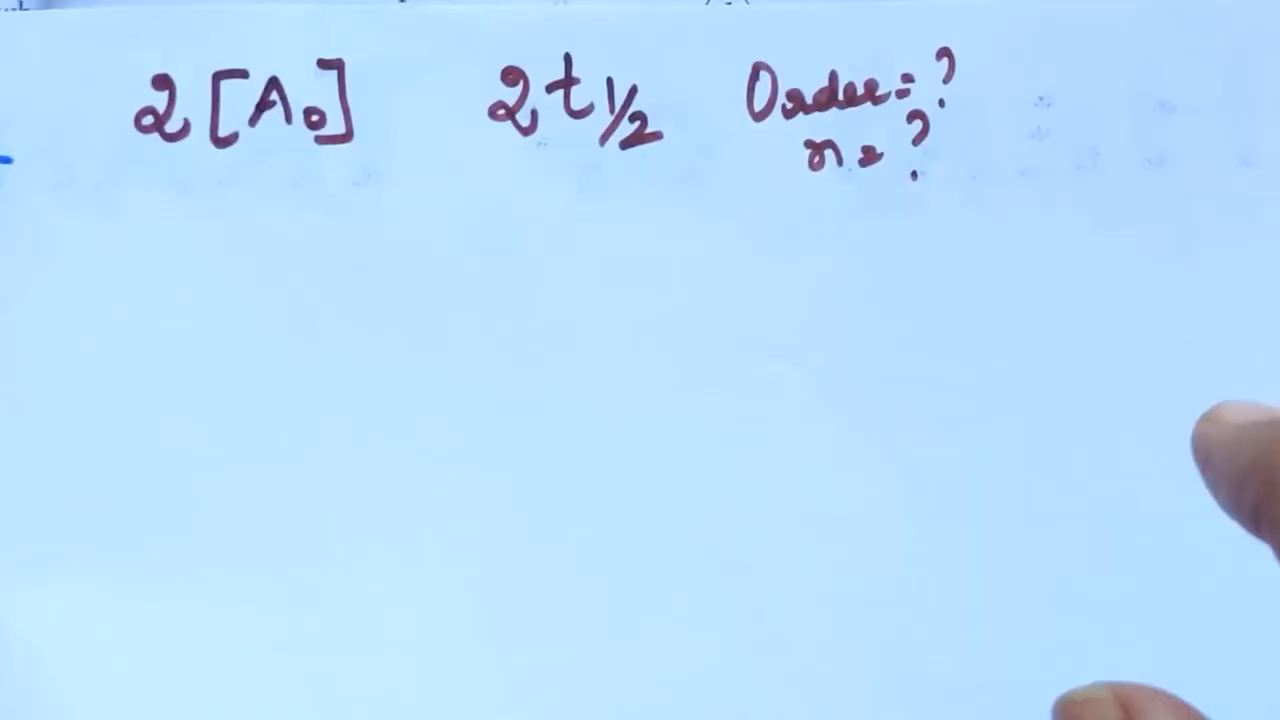 2[A₀] 2t1/2 Order = ?
n = ?